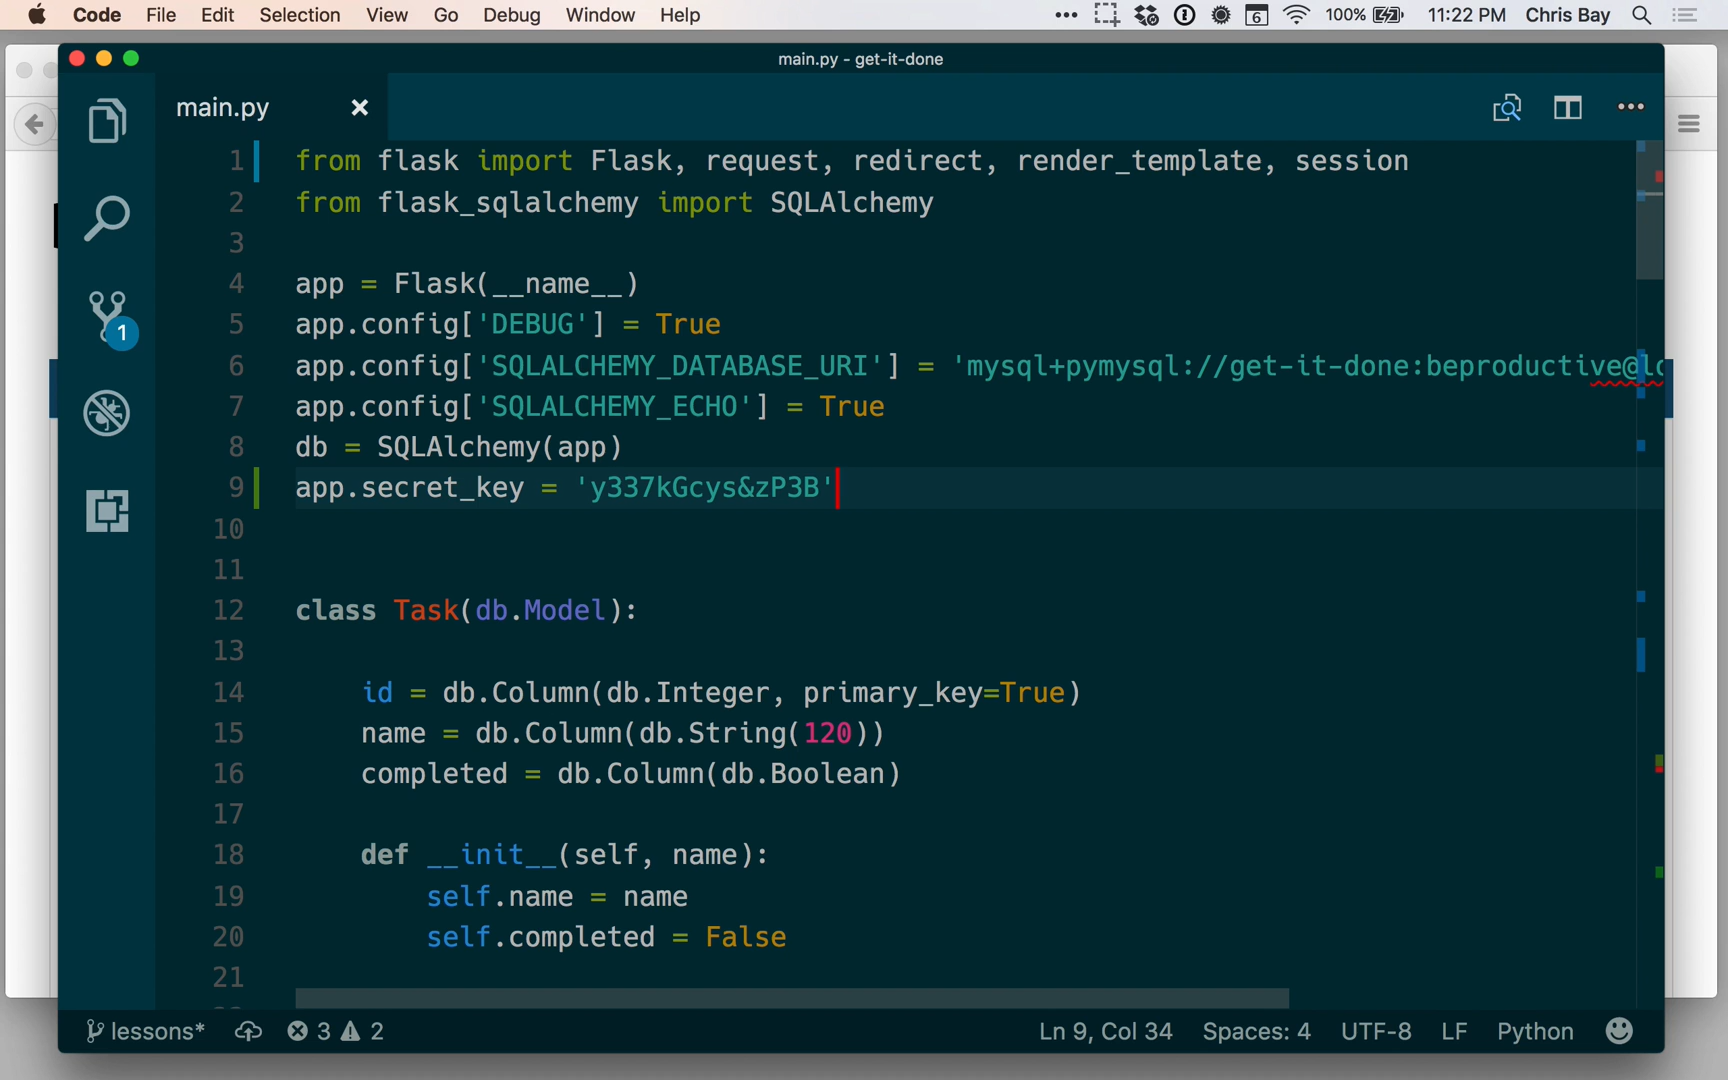 Code File Edit Selection View Go Debug Window Help 6 100% 11:22 PM Chris Bay
main.py - get-it-done
main.py
1 from flask import Flask, request, redirect, render_template, session
2 from flask_sqlalchemy import SQLAlchemy
3
4 app = Flask(__name__)
5 app.config['DEBUG'] = True
6 app.config['SQLALCHEMY_DATABASE_URI'] = 'mysql+pymysql://get-it-done:beproductive@lo
7 app.config['SQLALCHEMY_ECHO'] = True
8 db = SQLAlchemy(app)
9 app.secret_key = 'y337kGcys&zP3B'
10
11
12 class Task(db.Model):
13
14 id = db.Column(db.Integer, primary_key=True)
15 name = db.Column(db.String(120))
16 completed = db.Column(db.Boolean)
17
18 def __init__(self, name):
19 self.name = name
20 self.completed = False
21
1
lessons* 3 2 Ln 9, Col 34 Spaces: 4 UTF-8 LF Python